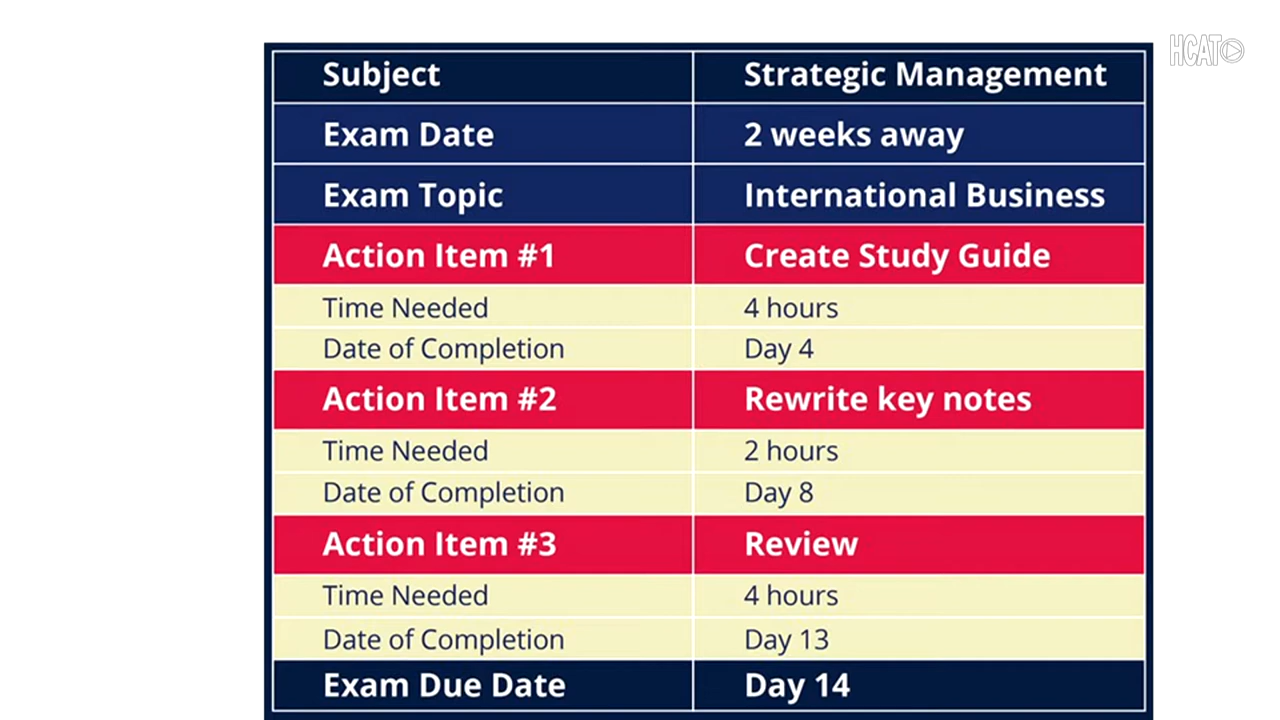 HCAT
Subject Strategic Management
Exam Date 2 weeks away
Exam Topic International Business
Action Item #1 Create Study Guide
Time Needed 4 hours
Date of Completion Day 4
Action Item #2 Rewrite key notes
Time Needed 2 hours
Date of Completion Day 8
Action Item #3 Review
Time Needed 4 hours
Date of Completion Day 13
Exam Due Date Day 14